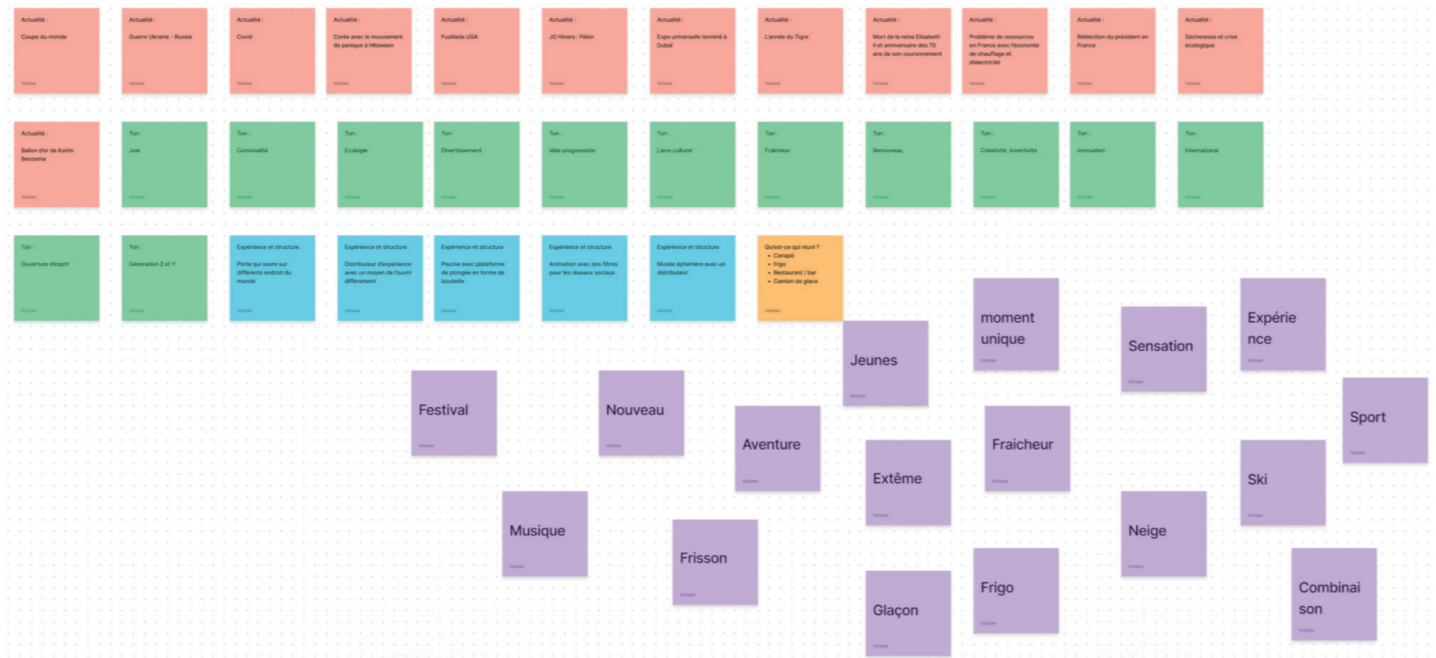 Actualité :
Coupe du monde
Actualité :
Guerre Ukraine - Russie
Actualité :
Covid
Actualité :
Corée avec le mouvement
de panique à Hlloween
Actualité :
Fusillade USA
Actualité :
JO Hivers : Pékin
Actualité :
Expo universelle terminé à
Dubaï
Actualité :
L'année du Tigre
Actualité :
Mort de la reine Elisabeth
II et anniversaire des 70
ans de son couronnement
Actualité :
Problème de ressources
en France avec l'économie
de chauffage et
d'électricité
Actualité :
Réélection du président en
France
Actualité :
Sécheresse et crise
écologique
Actualité :
Ballon d'or de Karim
Benzema
Ton :
Joie
Ton :
Convivialité
Ton :
Ecologie
Ton :
Divertissement
Ton :
Idée progressiste
Ton :
Liens culturel
Ton :
Fraîcheur
Ton :
Renouveau
Ton :
Créativité, inventivité
Ton :
Innovation
Ton :
International
Ton :
Ouverture d'esprit
Ton :
Génération Z et Y
Expérience et structure
Porte qui ouvre sur
différents endroit du
monde
Expérience et structure
Distributeur d'expérience
avec un moyen de l'ouvrir
différement
Expérience et structure
Piscine avec plateforme
de plongée en forme de
bouteille
Expérience et structure
Animation avec des filtres
pour les réseaux sociaux
Expérience et structure
Musée éphémère avec un
distributeur
Qu'est-ce qui réuni ?
• Canapé
• frigo
• Restaurant / bar
• Camion de glace
Jeunes
moment
unique
Sensation
Expérie
nce
Festival
Nouveau
Aventure
Extême
Fraicheur
Sport
Ski
Musique
Frisson
Neige
Glaçon
Frigo
Combinai
son